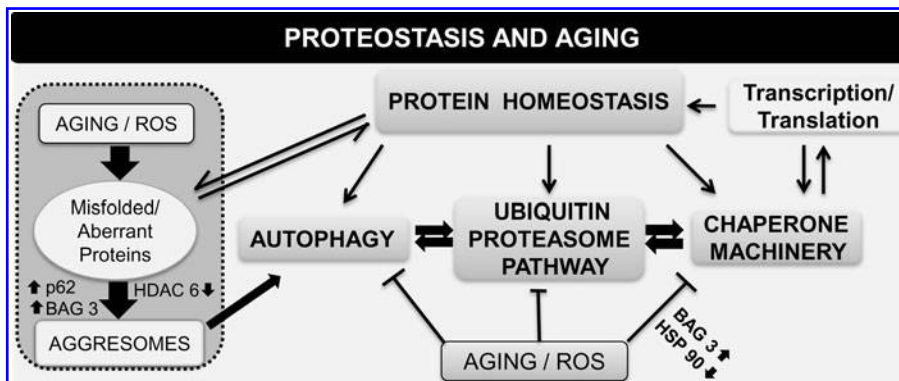 PROTEOSTASIS AND AGING
AGING / ROS
Misfolded/
Aberrant
Proteins
⬆ p62
⬆ BAG 3
HDAC 6 ⬇
AGGRESOMES
PROTEIN HOMEOSTASIS
Transcription/
Translation
AUTOPHAGY
UBIQUITIN
PROTEASOME
PATHWAY
CHAPERONE
MACHINERY
AGING / ROS
BAG 3 ⬆
HSP 90 ⬇